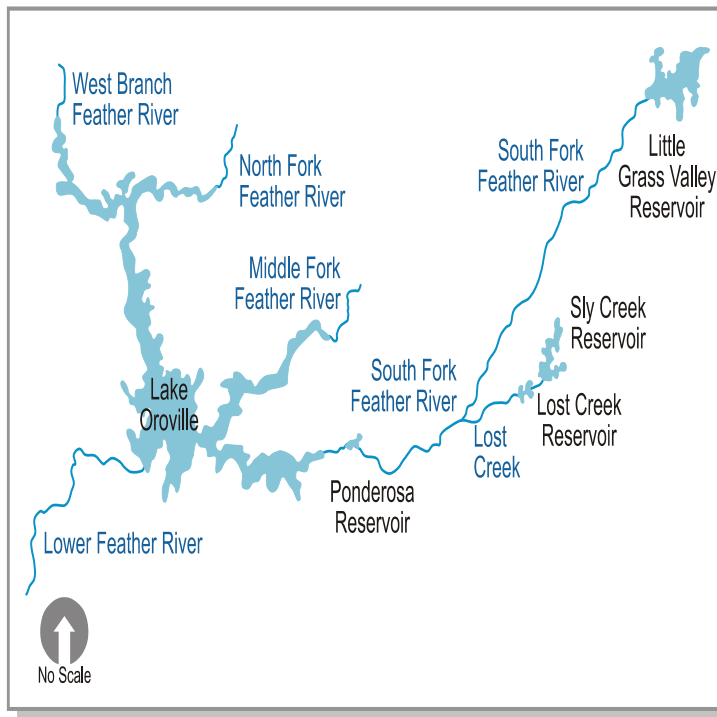 West Branch
Feather River
North Fork
Feather River
South Fork
Feather River
Little
Grass Valley
Reservoir
Middle Fork
Feather River
Sly Creek
Reservoir
Lake
Oroville
South Fork
Feather River
Lost Creek
Reservoir
Lost
Creek
Ponderosa
Reservoir
Lower Feather River
No Scale